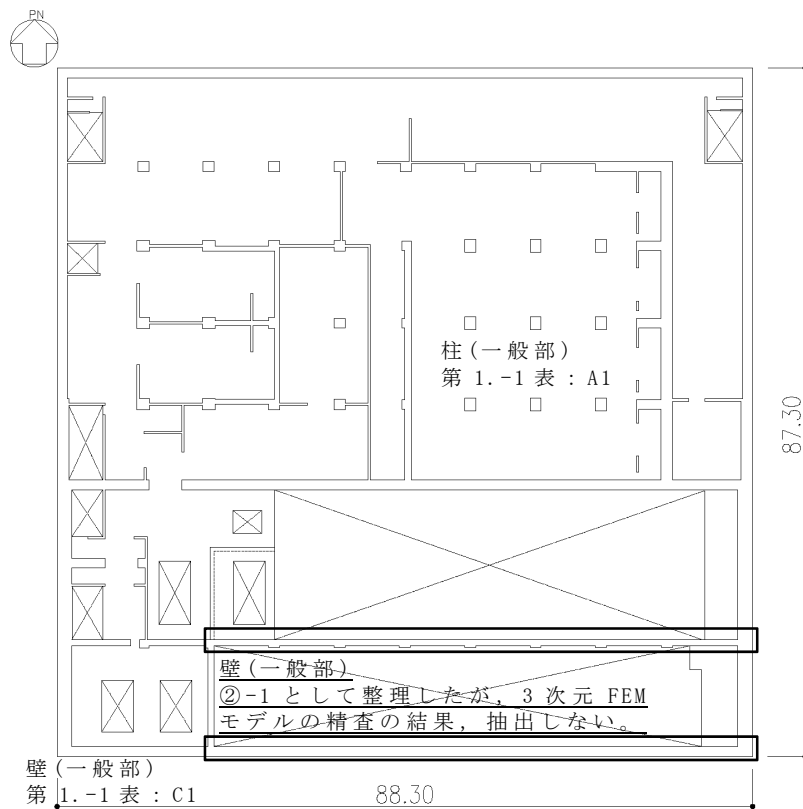 PN
柱(一般部)
第 1.-1 表 : A1
87.30
壁(一般部)
②-1 として整理したが, 3 次元 FEM
モデルの精査の結果, 抽出しない。
壁(一般部)
第 1.-1 表 : C1
88.30